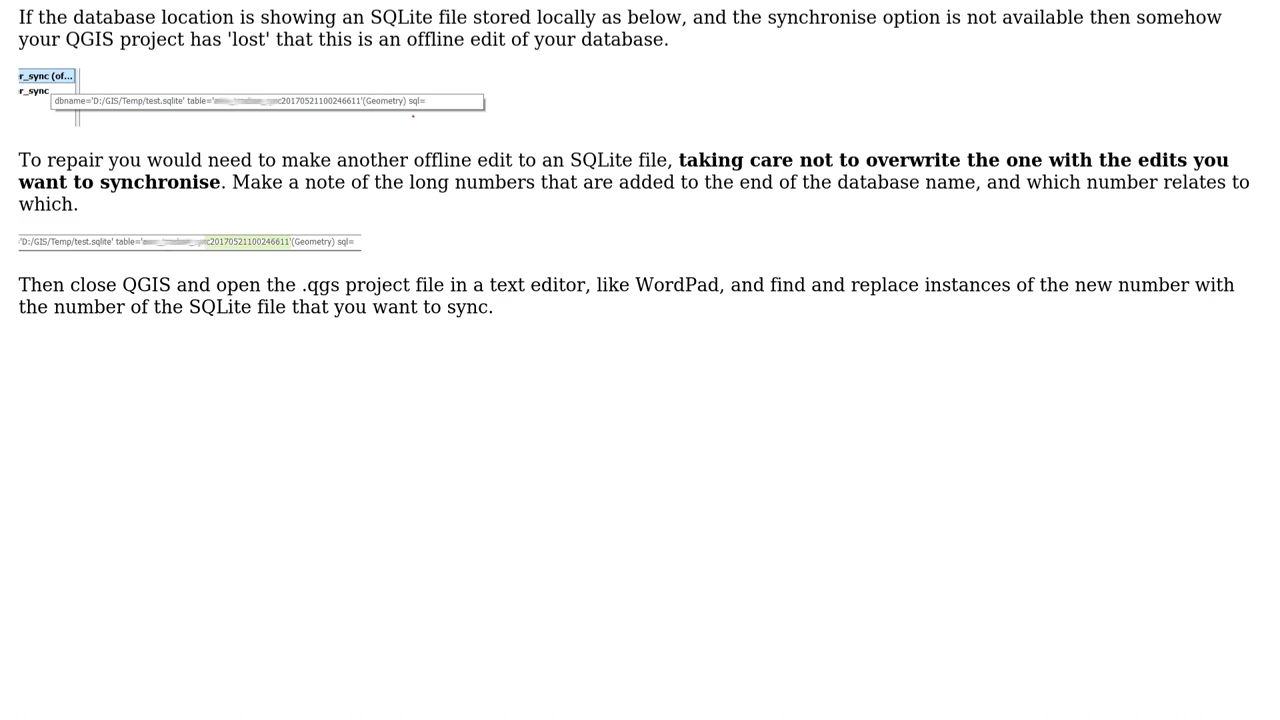 If the database location is showing an SQLite file stored locally as below, and the synchronise option is not available then somehow
your QGIS project has 'lost' that this is an offline edit of your database.
r_sync (of...
r_sync
dbname='D:/GIS/Temp/test.sqlite' table=' c20170521100246611'(Geometry) sql=
To repair you would need to make another offline edit to an SQLite file, taking care not to overwrite the one with the edits you
want to synchronise. Make a note of the long numbers that are added to the end of the database name, and which number relates to
which.
'D:/GIS/Temp/test.sqlite' table=' c20170521100246611'(Geometry) sql=
Then close QGIS and open the .qgs project file in a text editor, like WordPad, and find and replace instances of the new number with
the number of the SQLite file that you want to sync.